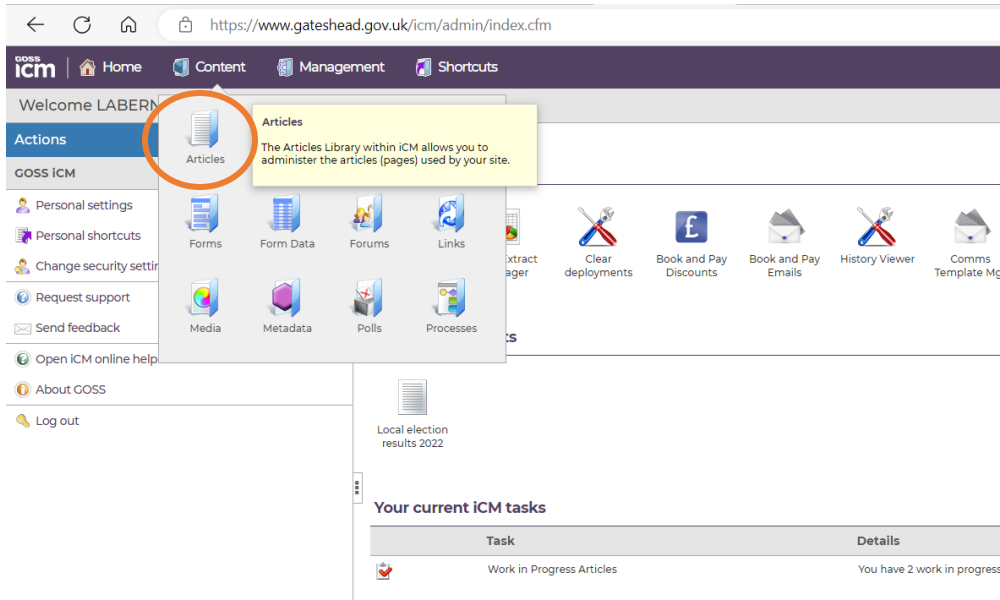 https://www.gateshead.gov.uk/icm/admin/index.cfm
GOSS iCM
Home
Content
Management
Shortcuts
Welcome LABERN
Actions
GOSS iCM
Personal settings
Personal shortcuts
Change security settin
Request support
Send feedback
Open iCM online help
About GOSS
Log out
Articles
Articles
The Articles Library within iCM allows you to
administer the articles (pages) used by your site.
Forms
Form Data
Forums
Links
Media
Metadata
Polls
Processes
Extract
ager
Clear
deployments
Book and Pay
Discounts
Book and Pay
Emails
History Viewer
Comms
Template Mg
ts
Local election
results 2022
Your current iCM tasks
Task Details
Work in Progress Articles You have 2 work in progress